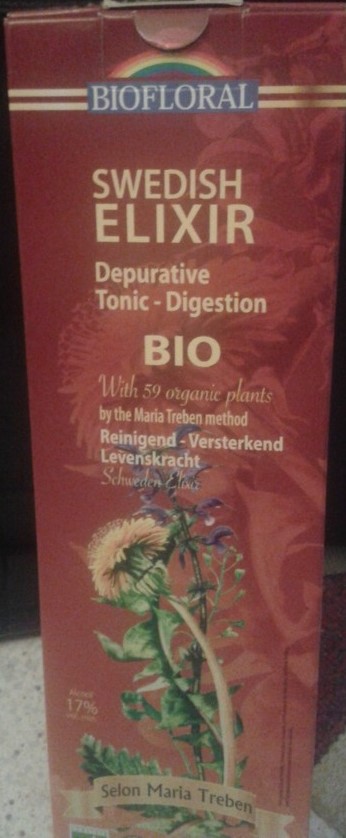 BIOFLORAL
SWEDISH
ELIXIR
Depurative
Tonic - Digestion
BIO
With 59 organic plants
by the Maria Treben method
Reinigend - Versterkend
Levenskracht
Schweden Elixir
Alcool
17%
Selon Maria Treben